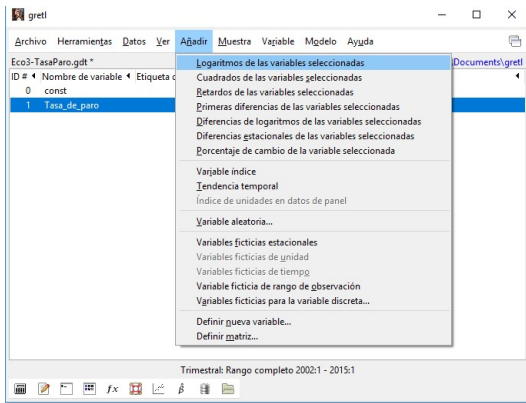 gretl
Archivo Herramientas Datos Ver Añadir Muestra Variable Modelo Ayuda
Eco3-TasaParo.gdt *
\Documents\gretl
ID # Nombre de variable Etiqueta d
0 const
1 Tasa_de_paro
Logaritmos de las variables seleccionadas
Cuadrados de las variables seleccionadas
Retardos de las variables seleccionadas
Primeras diferencias de las variables seleccionadas
Diferencias de logaritmos de las variables seleccionadas
Diferencias estacionales de las variables seleccionadas
Porcentaje de cambio de la variable seleccionada
Variable índice
Tendencia temporal
Índice de unidades en datos de panel
Variable aleatoria...
Variables ficticias estacionales
Variables ficticias de unidad
Variables ficticias de tiempo
Variable ficticia de rango de observación
Variables ficticias para la variable discreta...
Definir nueva variable...
Definir matriz...
Trimestral: Rango completo 2002:1 - 2015:1
fx β̂